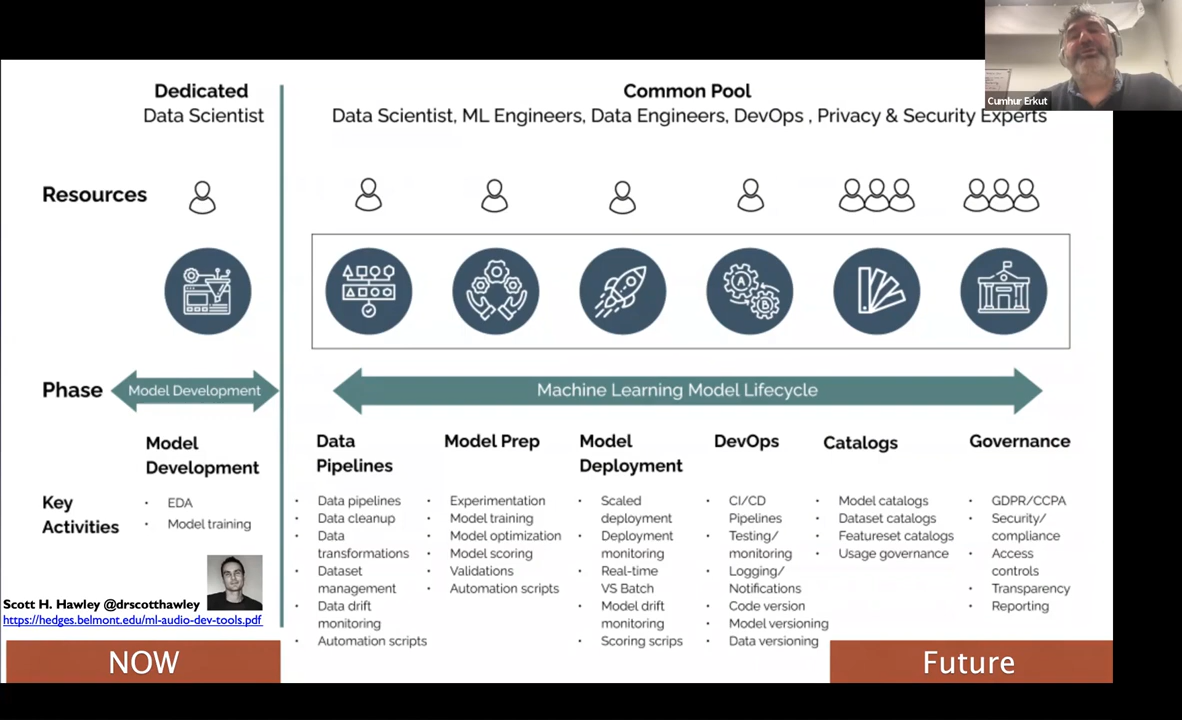 Cumhur Erkut
Dedicated
Data Scientist
Common Pool
Data Scientist, ML Engineers, Data Engineers, DevOps , Privacy & Security Experts
Resources
A
B
Phase
Model Development
Machine Learning Model Lifecycle
Key
Activities
Model
Development
• EDA
• Model training
Data
Pipelines
• Data pipelines
• Data cleanup
• Data
transformations
• Dataset
management
• Data drift
monitoring
• Automation scripts
Model Prep
• Experimentation
• Model training
• Model optimization
• Model scoring
• Validations
• Automation scripts
Model
Deployment
• Scaled
deployment
• Deployment
monitoring
• Real-time
VS Batch
• Model drift
monitoring
• Scoring scrips
DevOps
• CI/CD
Pipelines
• Testing/
monitoring
• Logging/
Notifications
• Code version
• Model versioning
• Data versioning
Catalogs
• Model catalogs
• Dataset catalogs
• Featureset catalogs
• Usage governance
Governance
• GDPR/CCPA
• Security/
compliance
• Access
controls
• Transparency
• Reporting
Scott H. Hawley @drscotthawley
https://hedges.belmont.edu/ml-audio-dev-tools.pdf
NOW
Future